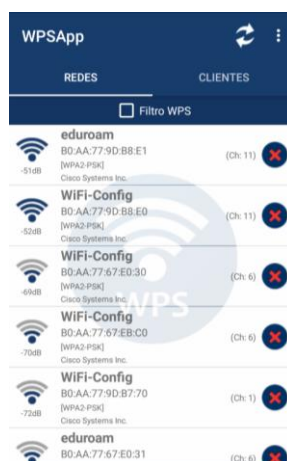 WPSApp
REDES
CLIENTES
Filtro WPS
eduroam
B0:AA:77:9D:B8:E1
(Ch: 11)
[WPA2-PSK]
-51dB
Cisco Systems Inc.
WiFi-Config
B0:AA:77:9D:B8:E0
(Ch: 11)
[WPA2-PSK]
-52dB
Cisco Systems Inc.
WiFi-Config
B0:AA:77:67:E0:30
(Ch: 6)
[WPA2-PSK]
-69dB
Cisco Systems Inc.
WPS
WiFi-Config
B0:AA:77:67:EB:C0
(Ch: 6)
[WPA2-PSK]
-70dB
Cisco Systems Inc.
WiFi-Config
B0:AA:77:9D:B7:70
(Ch: 1)
[WPA2-PSK]
-72dB
Cisco Systems Inc.
eduroam
B0:AA:77:67:E0:31
(Ch: 6)